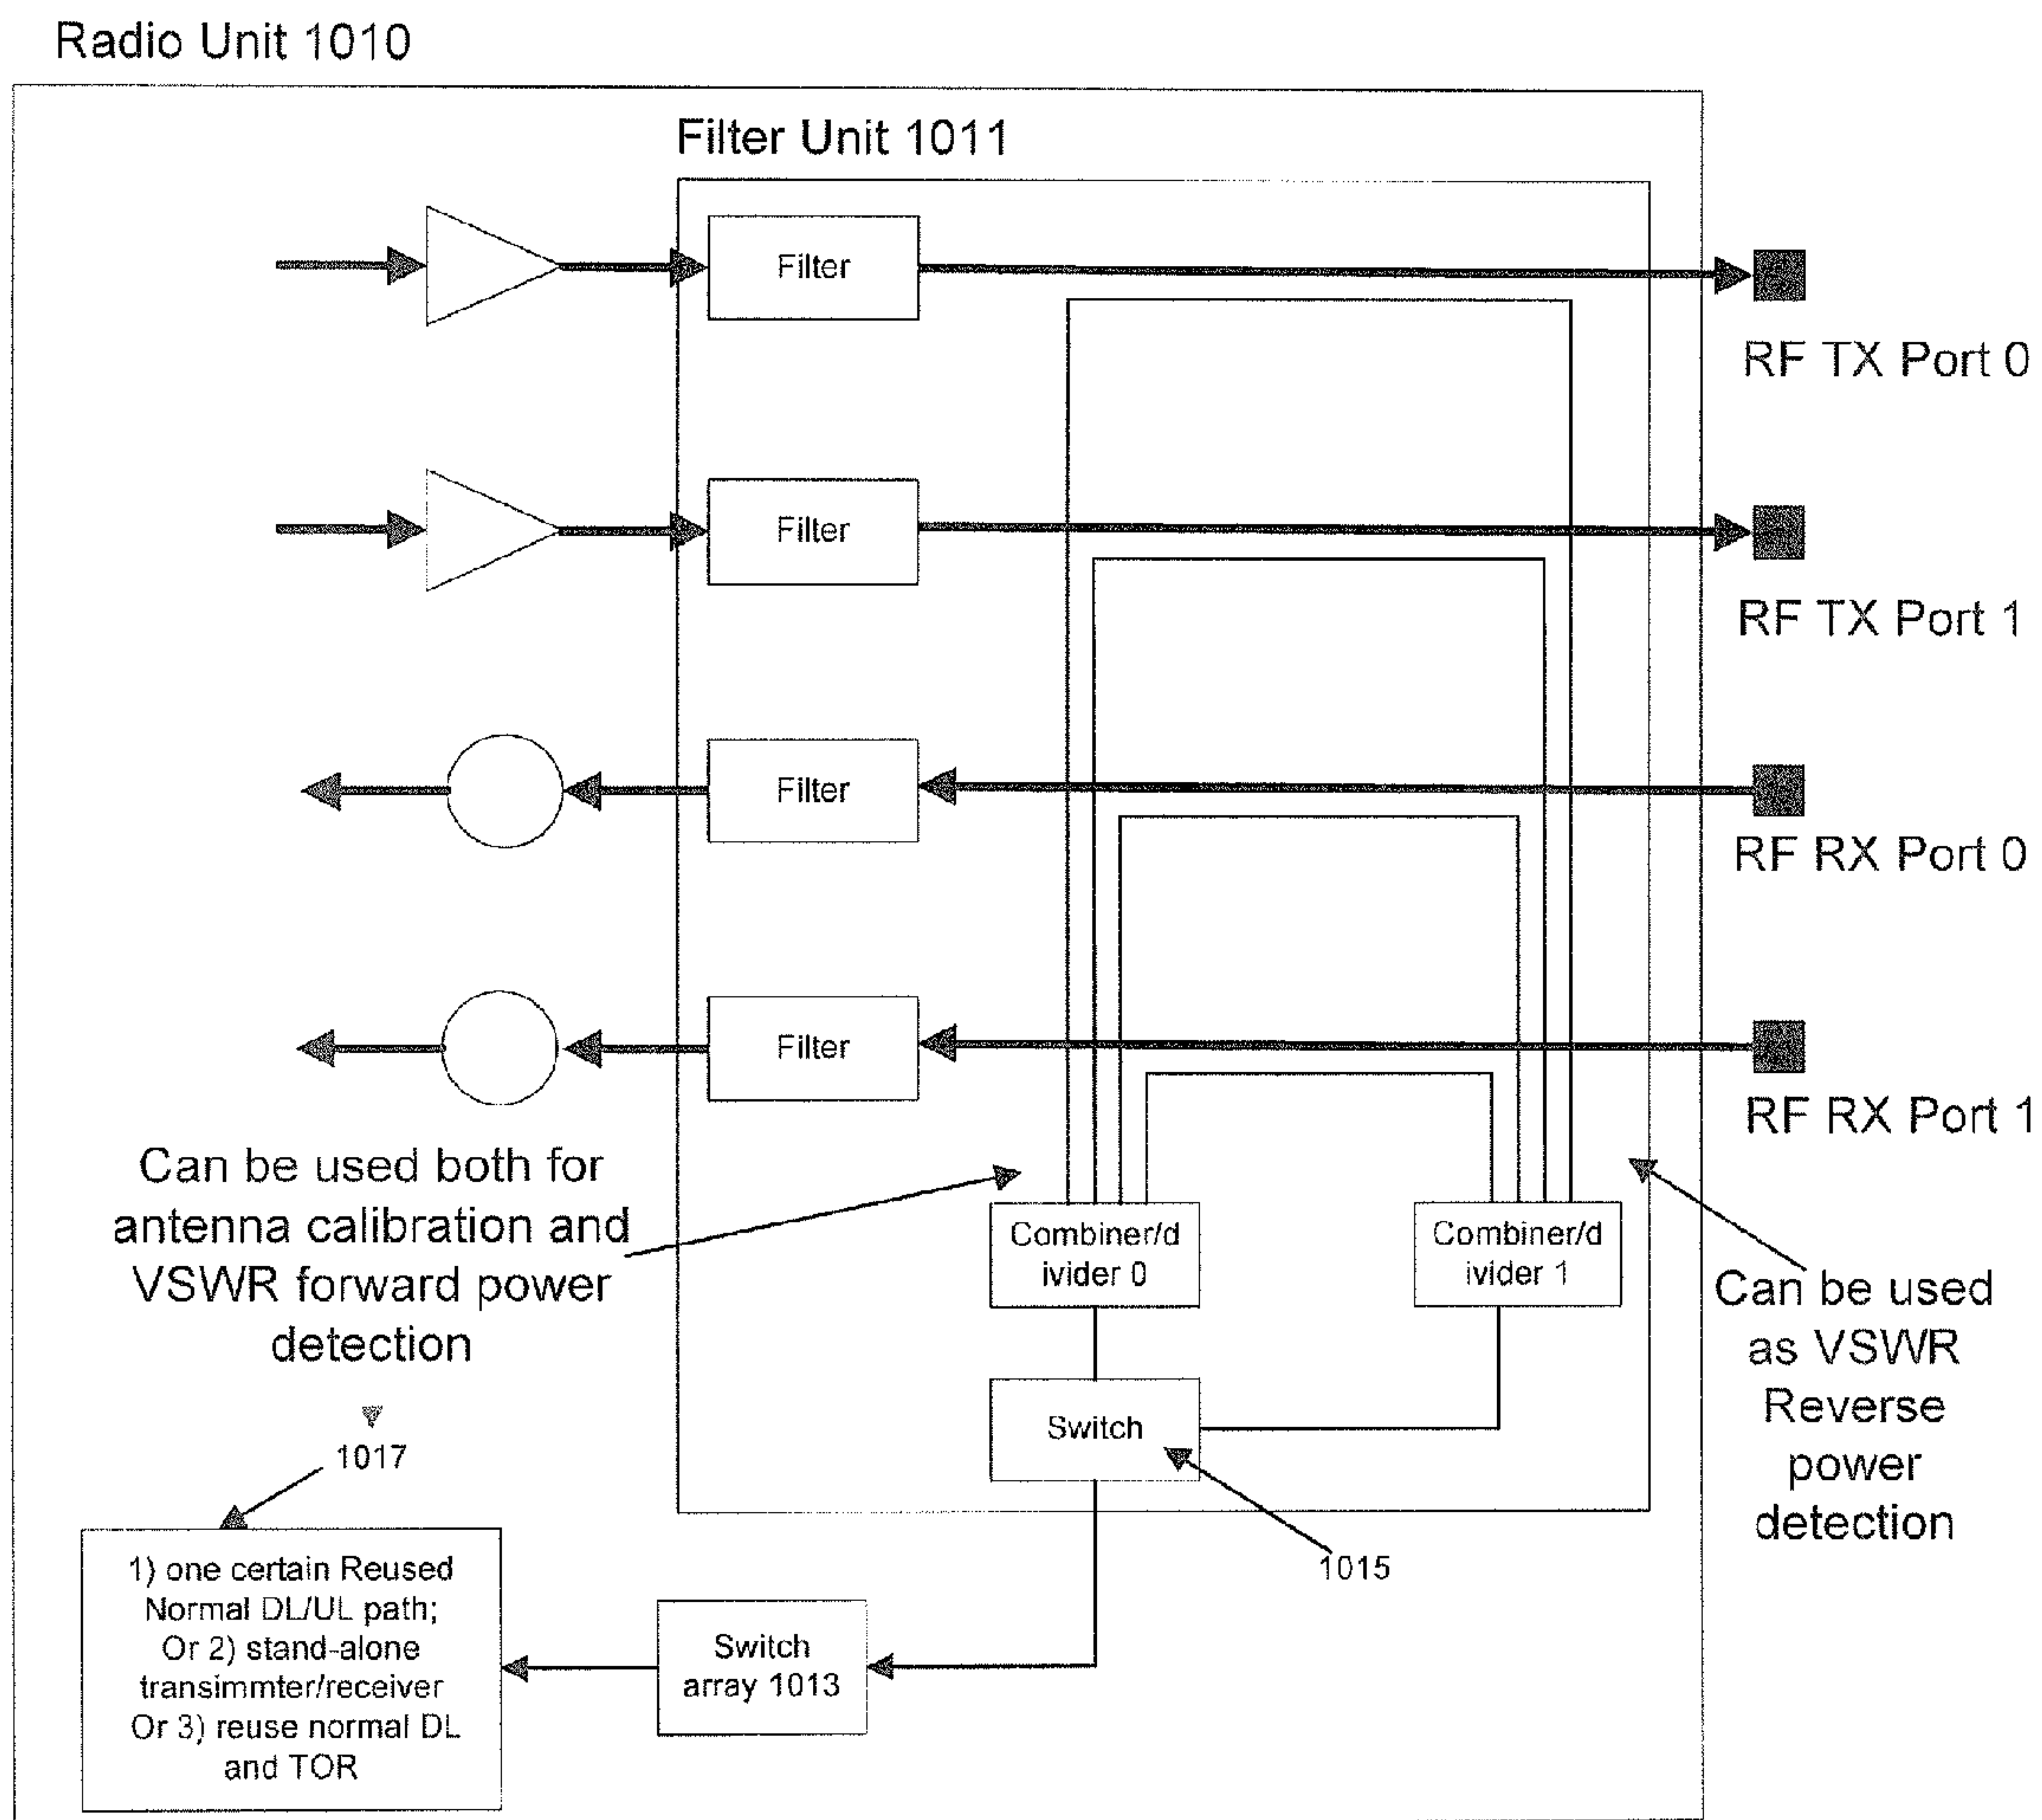 Radio Unit 1010
Filter Unit 1011
Filter
RF TX Port 0
Filter
RF TX Port 1
Filter
RF RX Port 0
Filter
RF RX Port 1
Can be used both for
antenna calibration and
VSWR forward power
detection
Combiner/d
ivider 0
Combiner/d
ivider 1
Can be used
as VSWR
Reverse
power
detection
Switch
1017
1015
1) one certain Reused
Normal DL/UL path;
Or 2) stand-alone
transimmter/receiver
Or 3) reuse normal DL
and TOR
Switch
array 1013